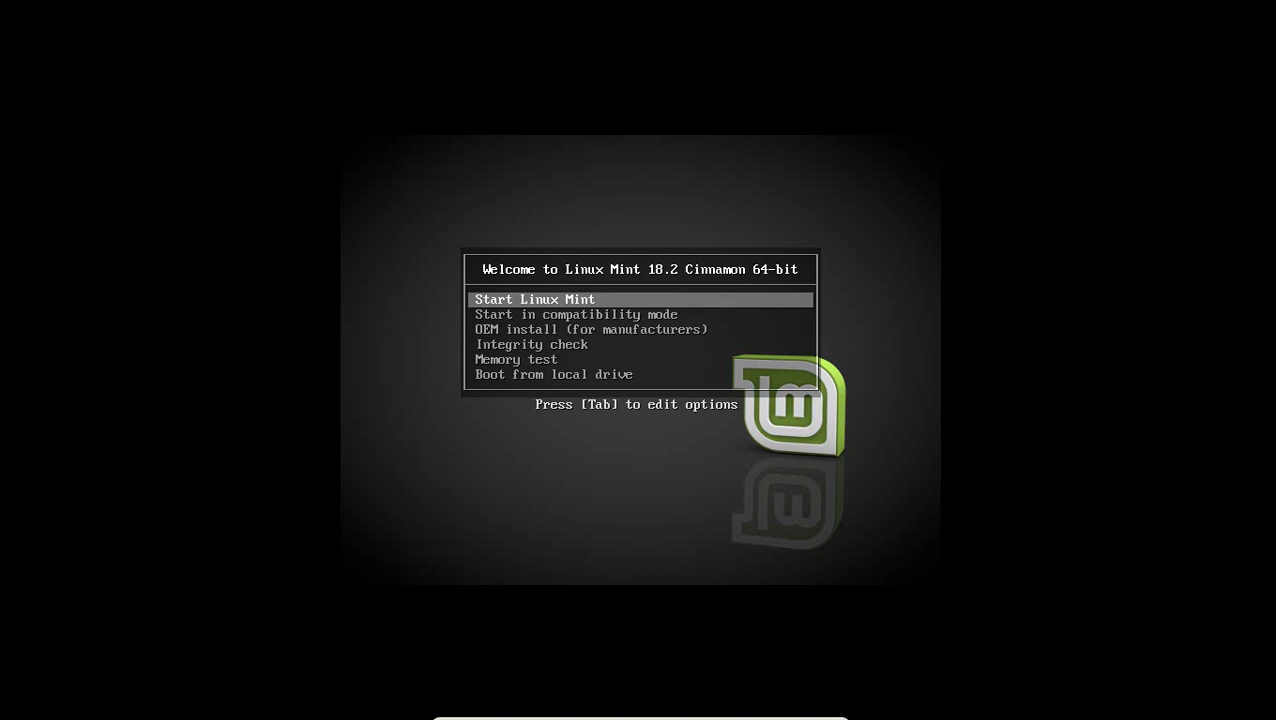 Welcome to Linux Mint 18.2 Cinnamon 64-bit
Start Linux Mint
Start in compatibility mode
OEM install (for manufacturers)
Integrity check
Memory test
Boot from local drive
Press [Tab] to edit options
lm